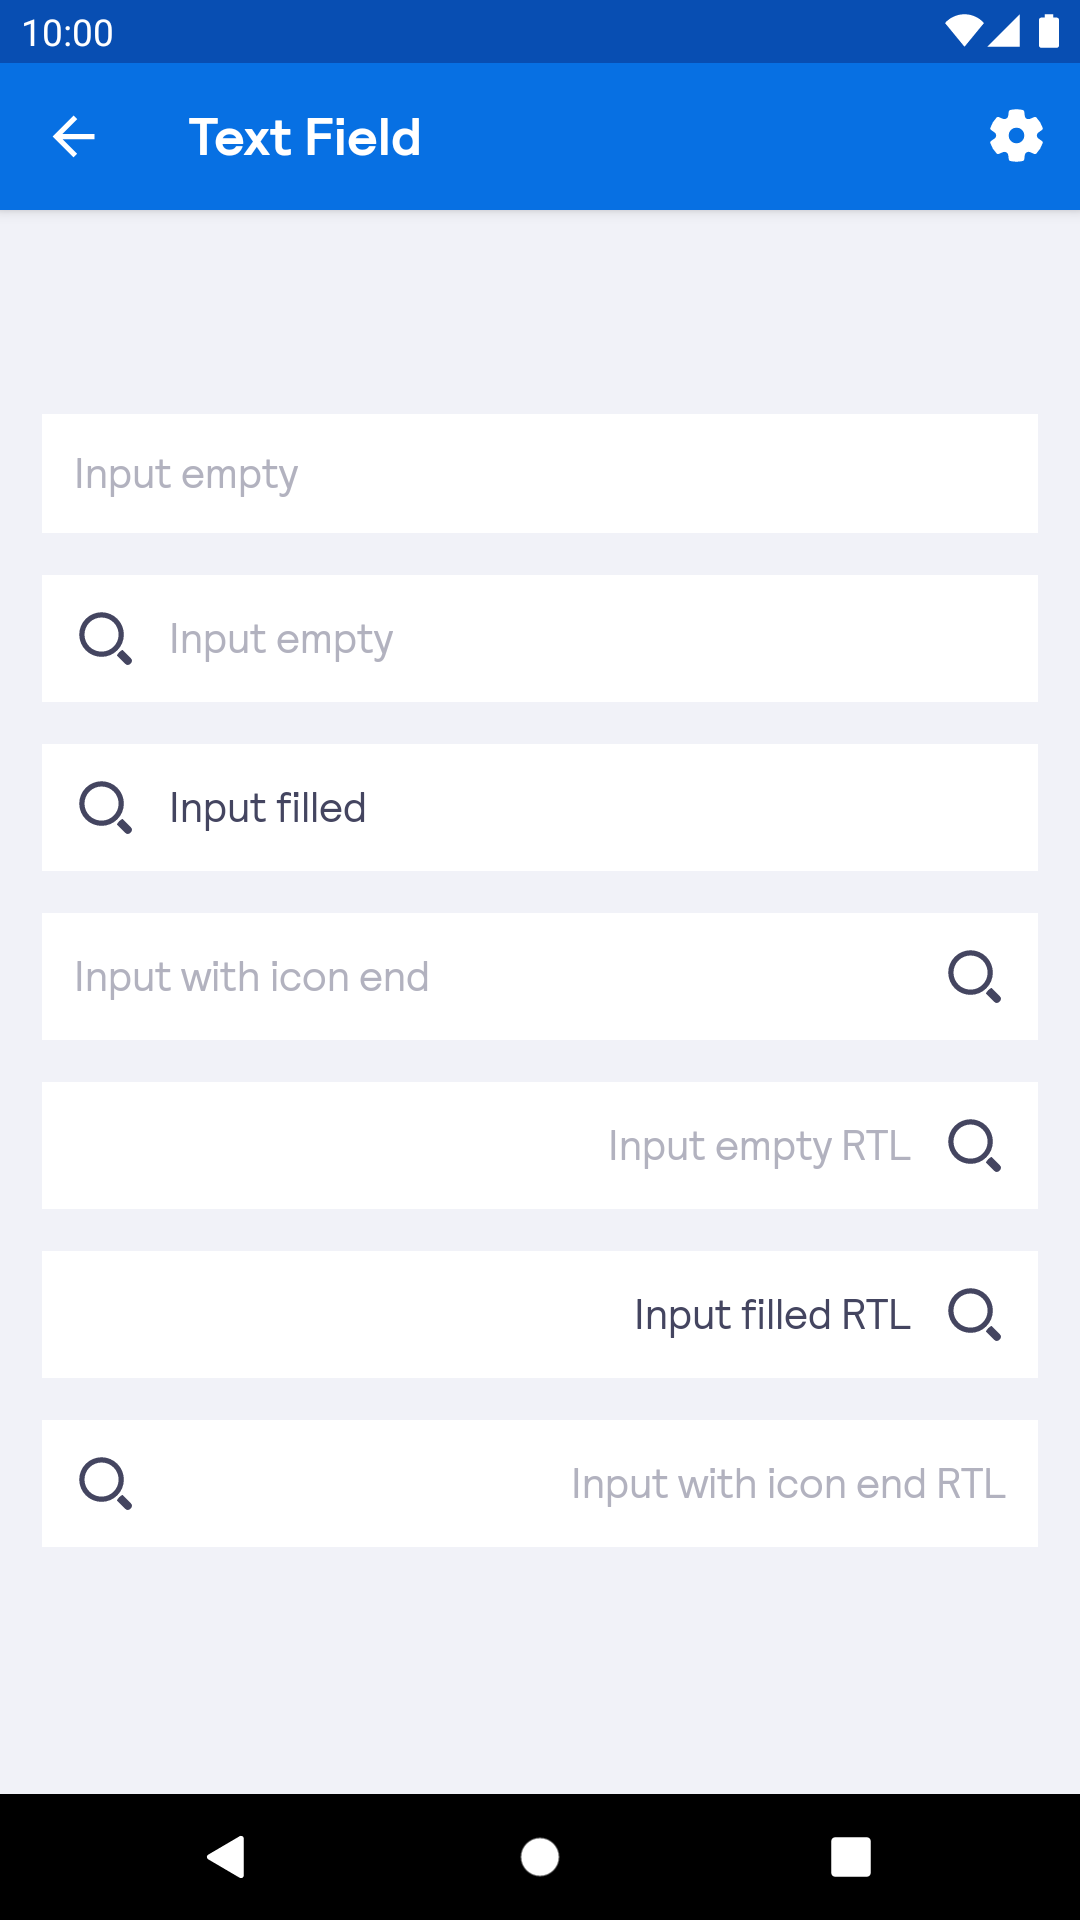 10:00
Text Field
Input empty
Input empty
Input filled
Input with icon end
Input empty RTL
Input filled RTL
Input with icon end RTL